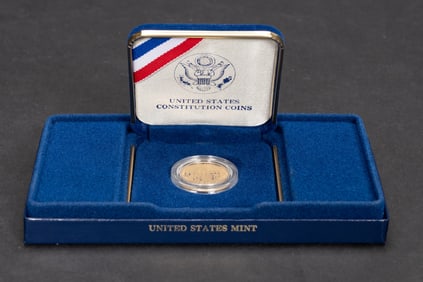 UNITED STATES
CONSTITUTION COINS
UNITED STATES MINT